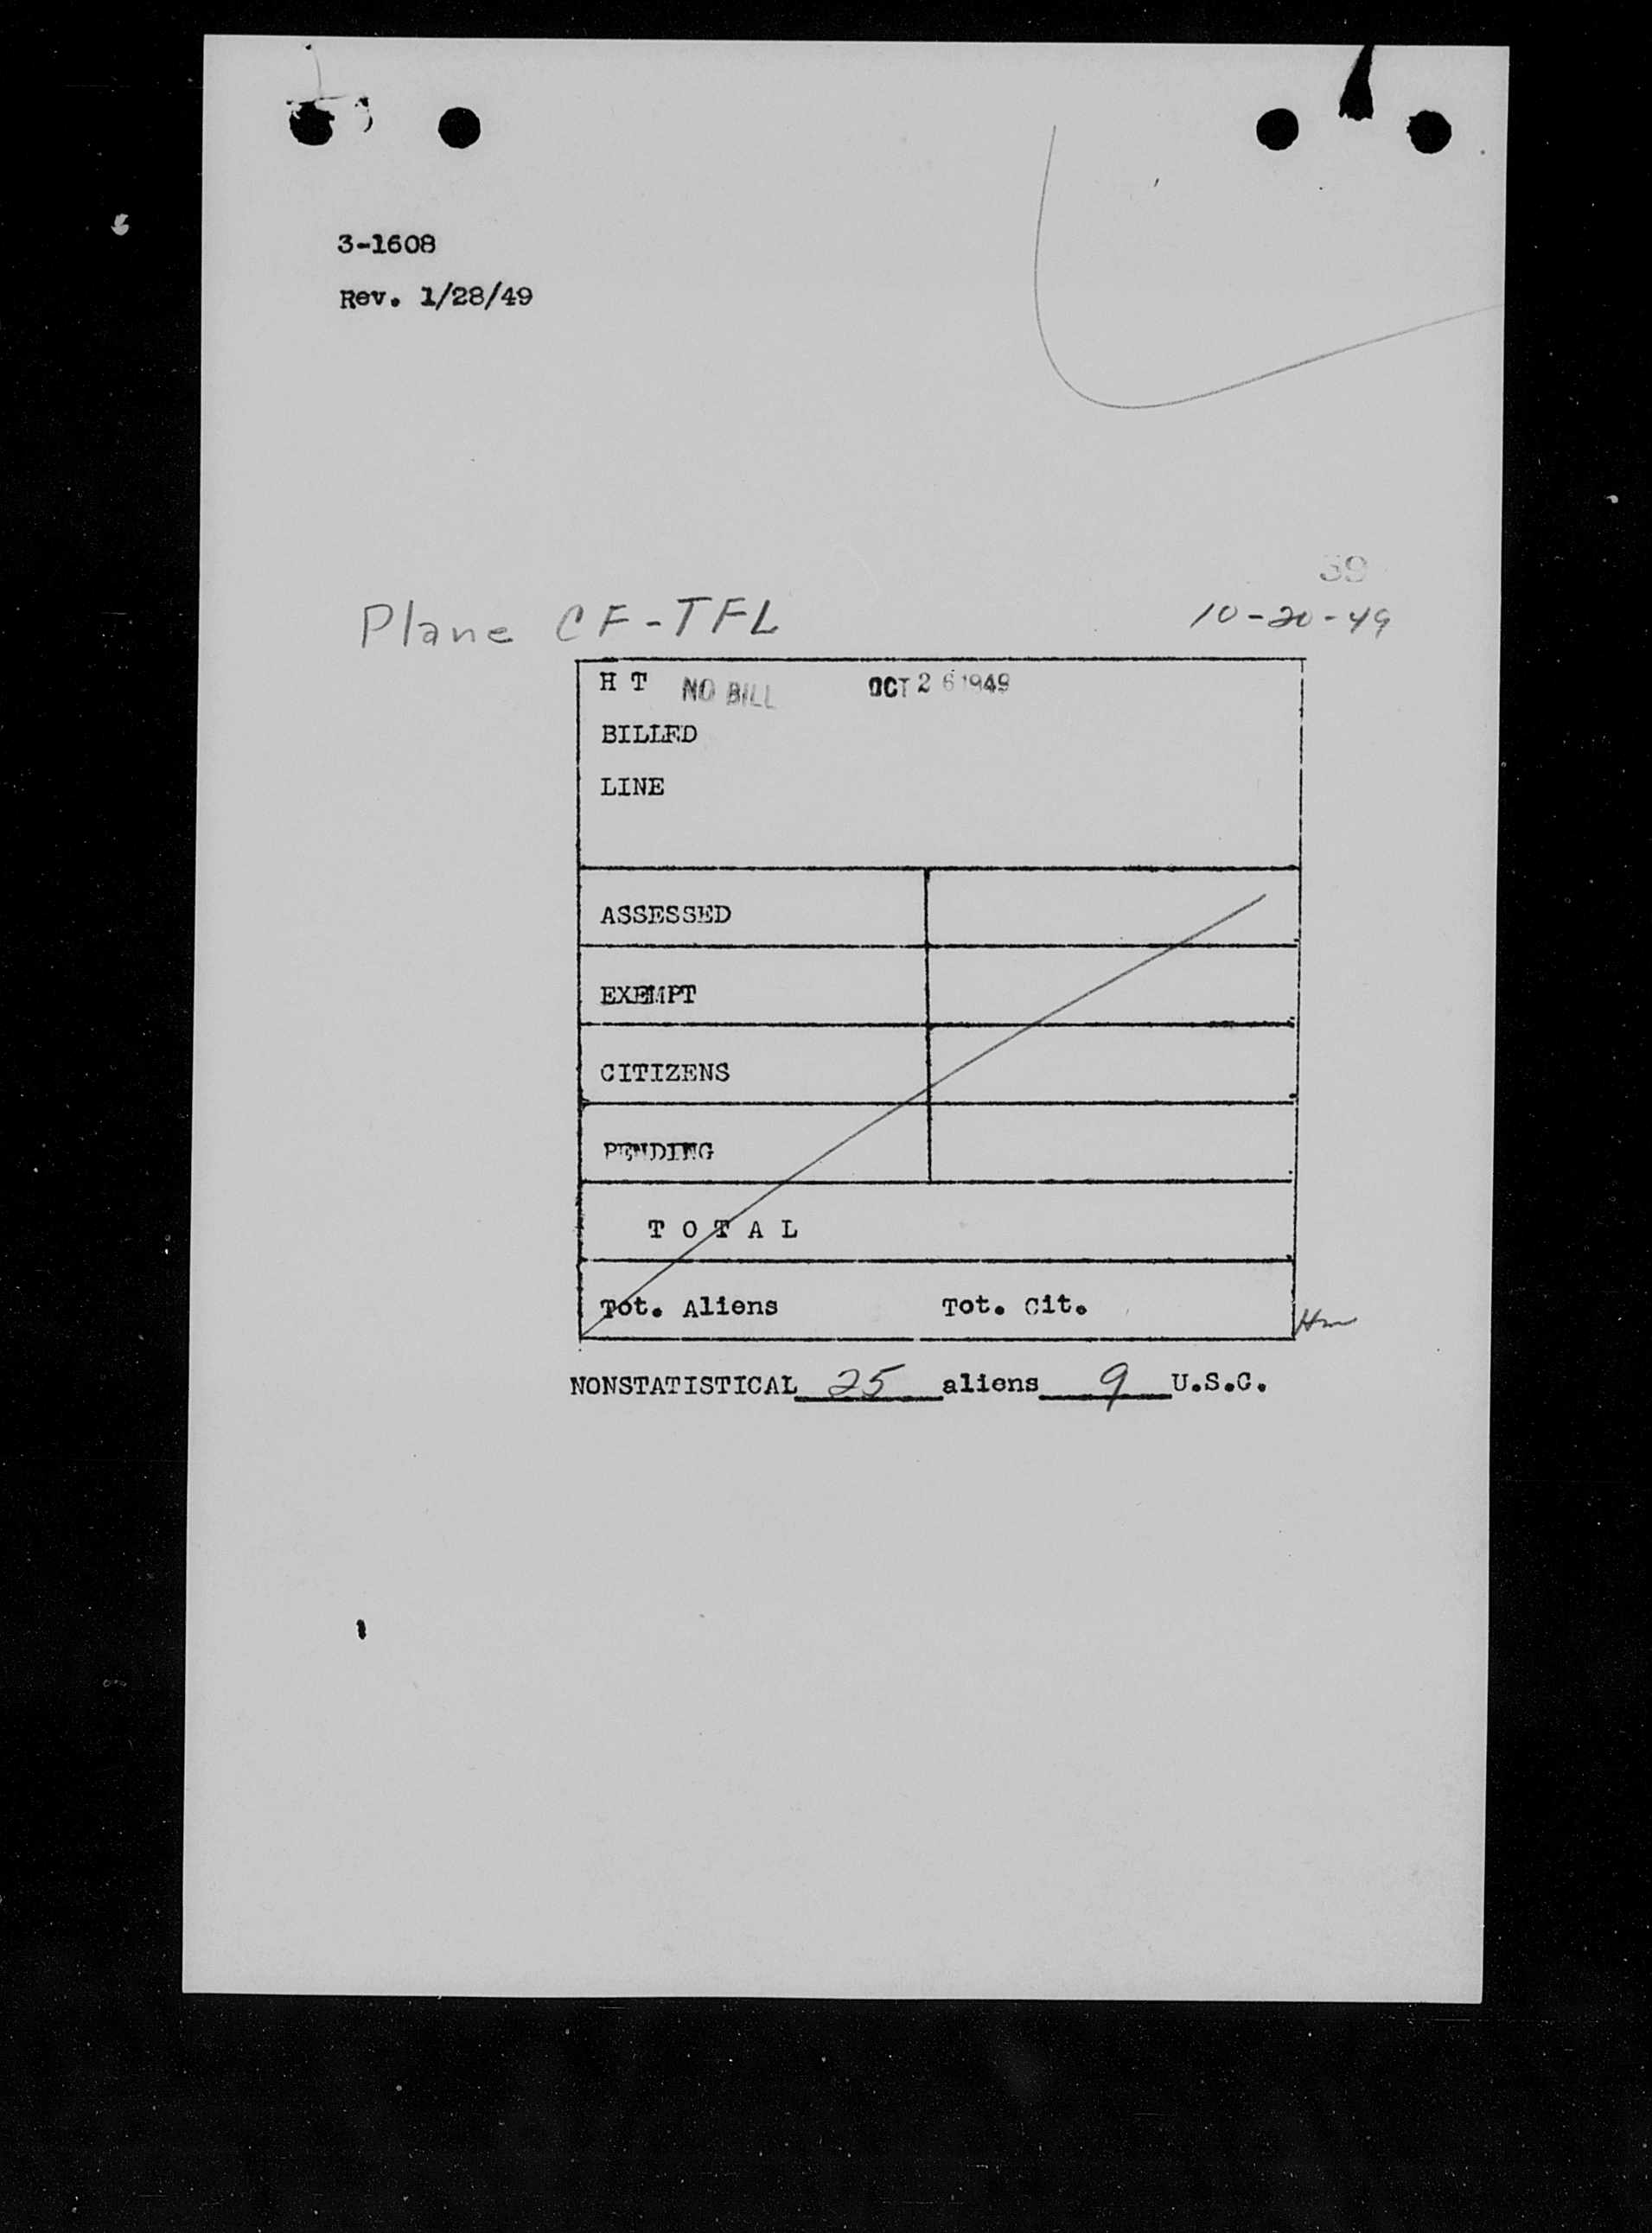 3-1608
Rev. 1/28/49
39
Plane CF-TFL 10-20-49
H T NO BILL OCT 26 1949
BILLED
LINE
ASSESSED
EXEMPT
CITIZENS
PENDING
T O T A L
Tot. Aliens Tot. Cit.
Hm
NONSTATISTICAL 25 aliens 9 U.S.C.